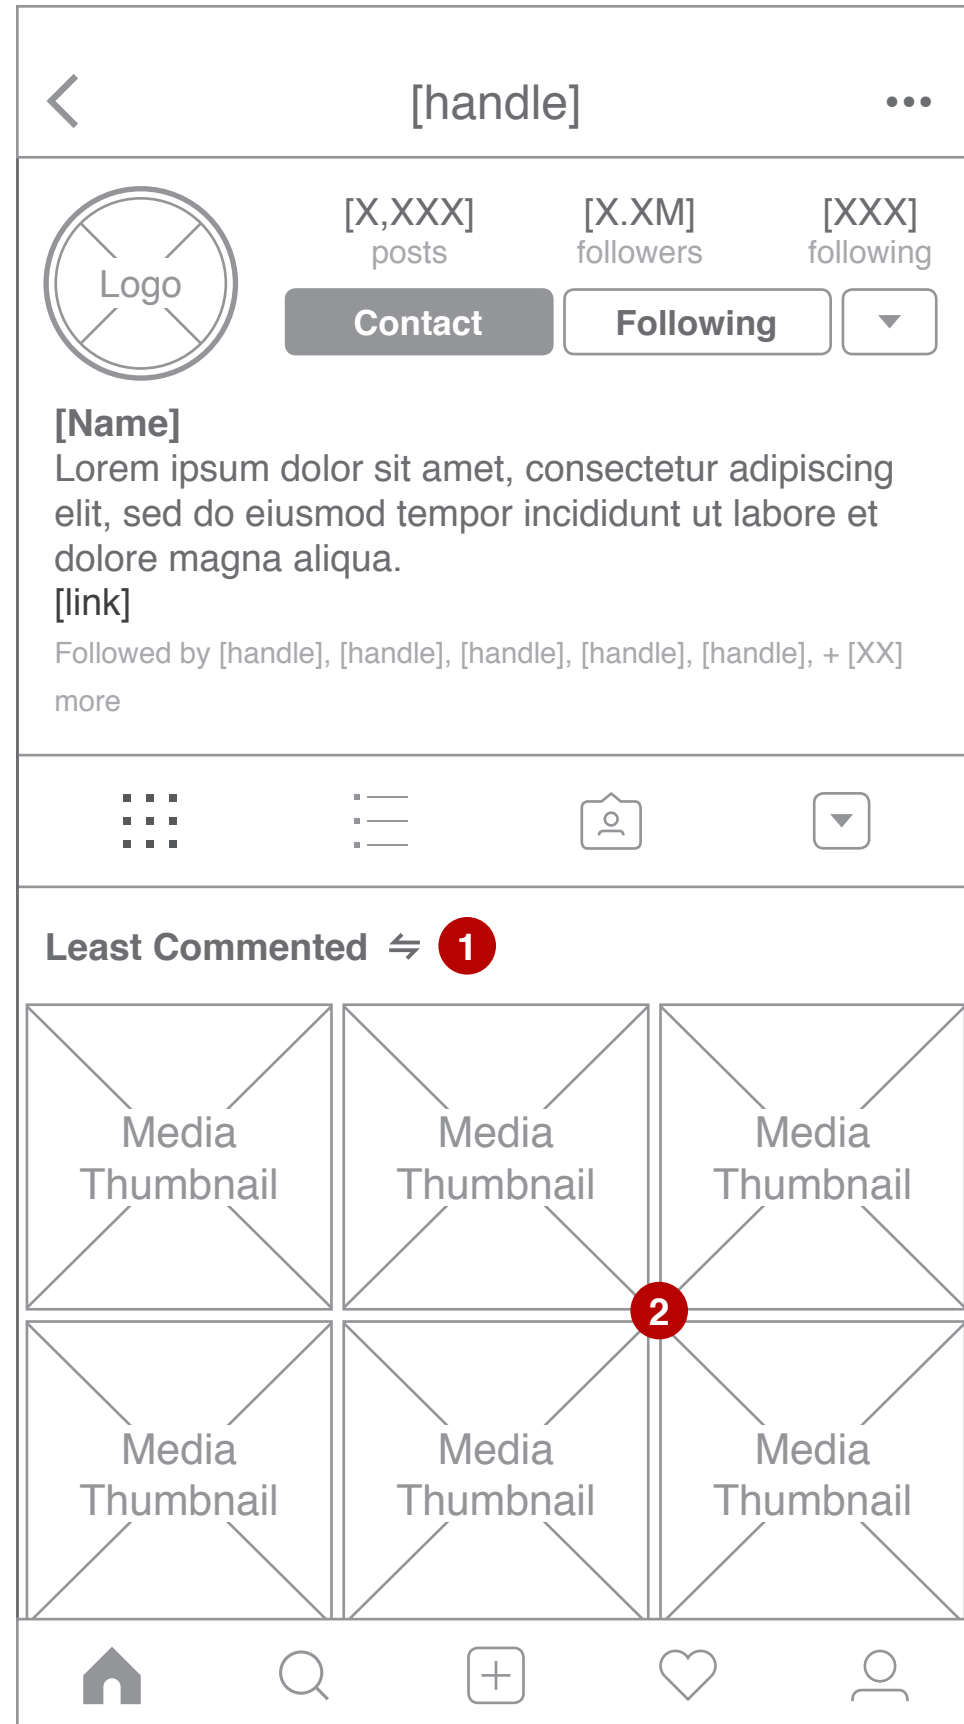 [handle]
Logo
[X,XXX] [X.XM] [XXX]
posts followers following
Contact Following
[Name]
Lorem ipsum dolor sit amet, consectetur adipiscing
elit, sed do eiusmod tempor incididunt ut labore et
dolore magna aliqua.
[link]
Followed by [handle], [handle], [handle], [handle], [handle], + [XX]
more
Least Commented 1
Media Media Media
Thumbnail Thumbnail Thumbnail
2
Media Media Media
Thumbnail Thumbnail Thumbnail